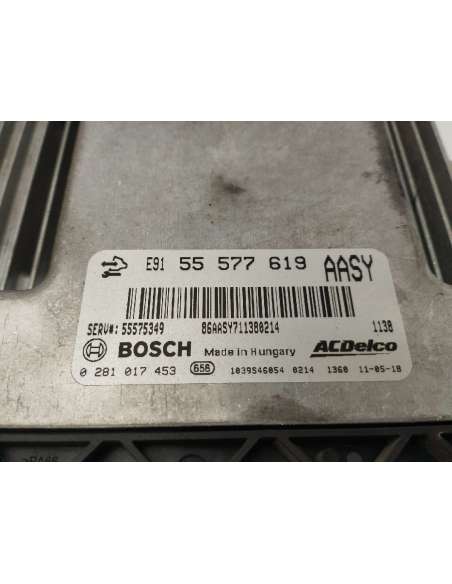 E91 55 577 619 AASY
SERV#: 55575349 86AASY711380214 1138
BOSCH Made in Hungary ACDelco
0 281 017 453 656 1039S46054 0214 1360 11-05-18